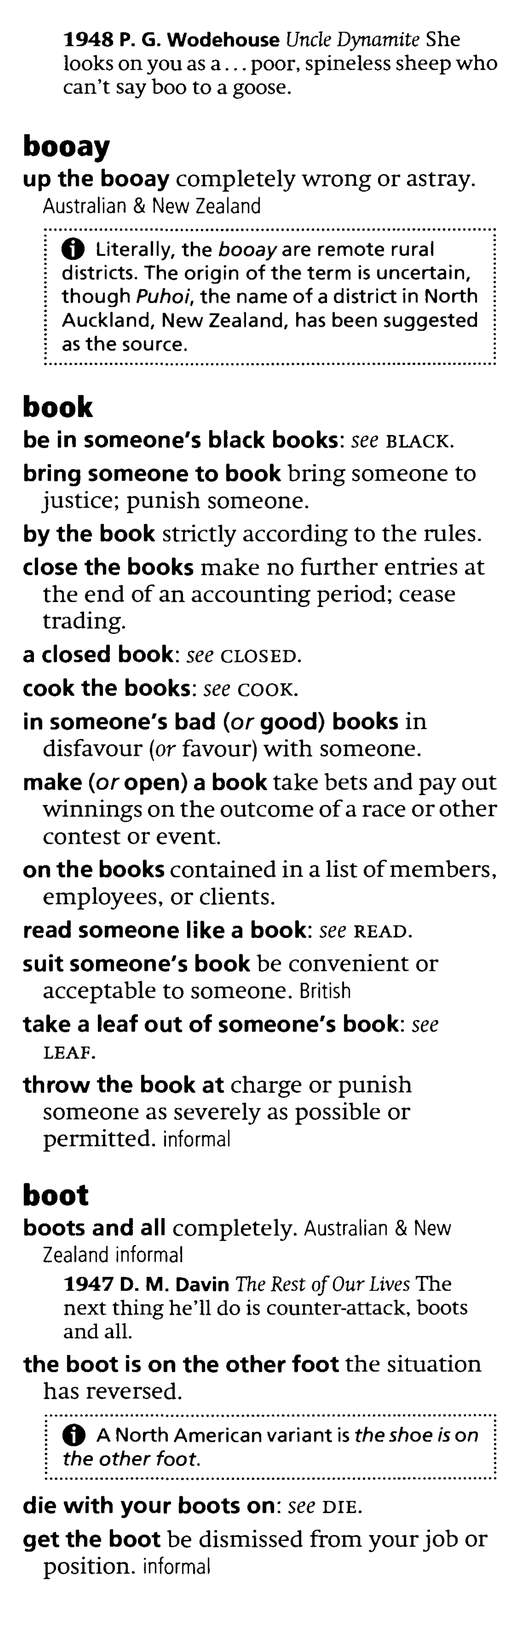 1948 P. G. Wodehouse Uncle Dynamite She
looks on you as a... poor, spineless sheep who
can't say boo to a goose.
booay
up the booay completely wrong or astray.
Australian & New Zealand
Literally, the booay are remote rural
districts. The origin of the term is uncertain,
though Puhoi, the name of a district in North
Auckland, New Zealand, has been suggested
as the source.
book
be in someone's black books: see BLACK.
bring someone to book bring someone to
justice; punish someone.
by the book strictly according to the rules.
close the books make no further entries at
the end of an accounting period; cease
trading.
a closed book: see CLOSED.
cook the books: see COOK.
in someone's bad (or good) books in
disfavour (or favour) with someone.
make (or open) a book take bets and pay out
winnings on the outcome of a race or other
contest or event.
on the books contained in a list of members,
employees, or clients.
read someone like a book: see READ.
suit someone's book be convenient or
acceptable to someone. British
take a leaf out of someone's book: see
LEAF.
throw the book at charge or punish
someone as severely as possible or
permitted. informal
boot
boots and all completely. Australian & New
Zealand informal
1947 D. M. Davin The Rest of Our Lives The
next thing he'll do is counter-attack, boots
and all.
the boot is on the other foot the situation
has reversed.
A North American variant is the shoe is on
the other foot.
die with your boots on: see DIE.
get the boot be dismissed from your job or
position. informal